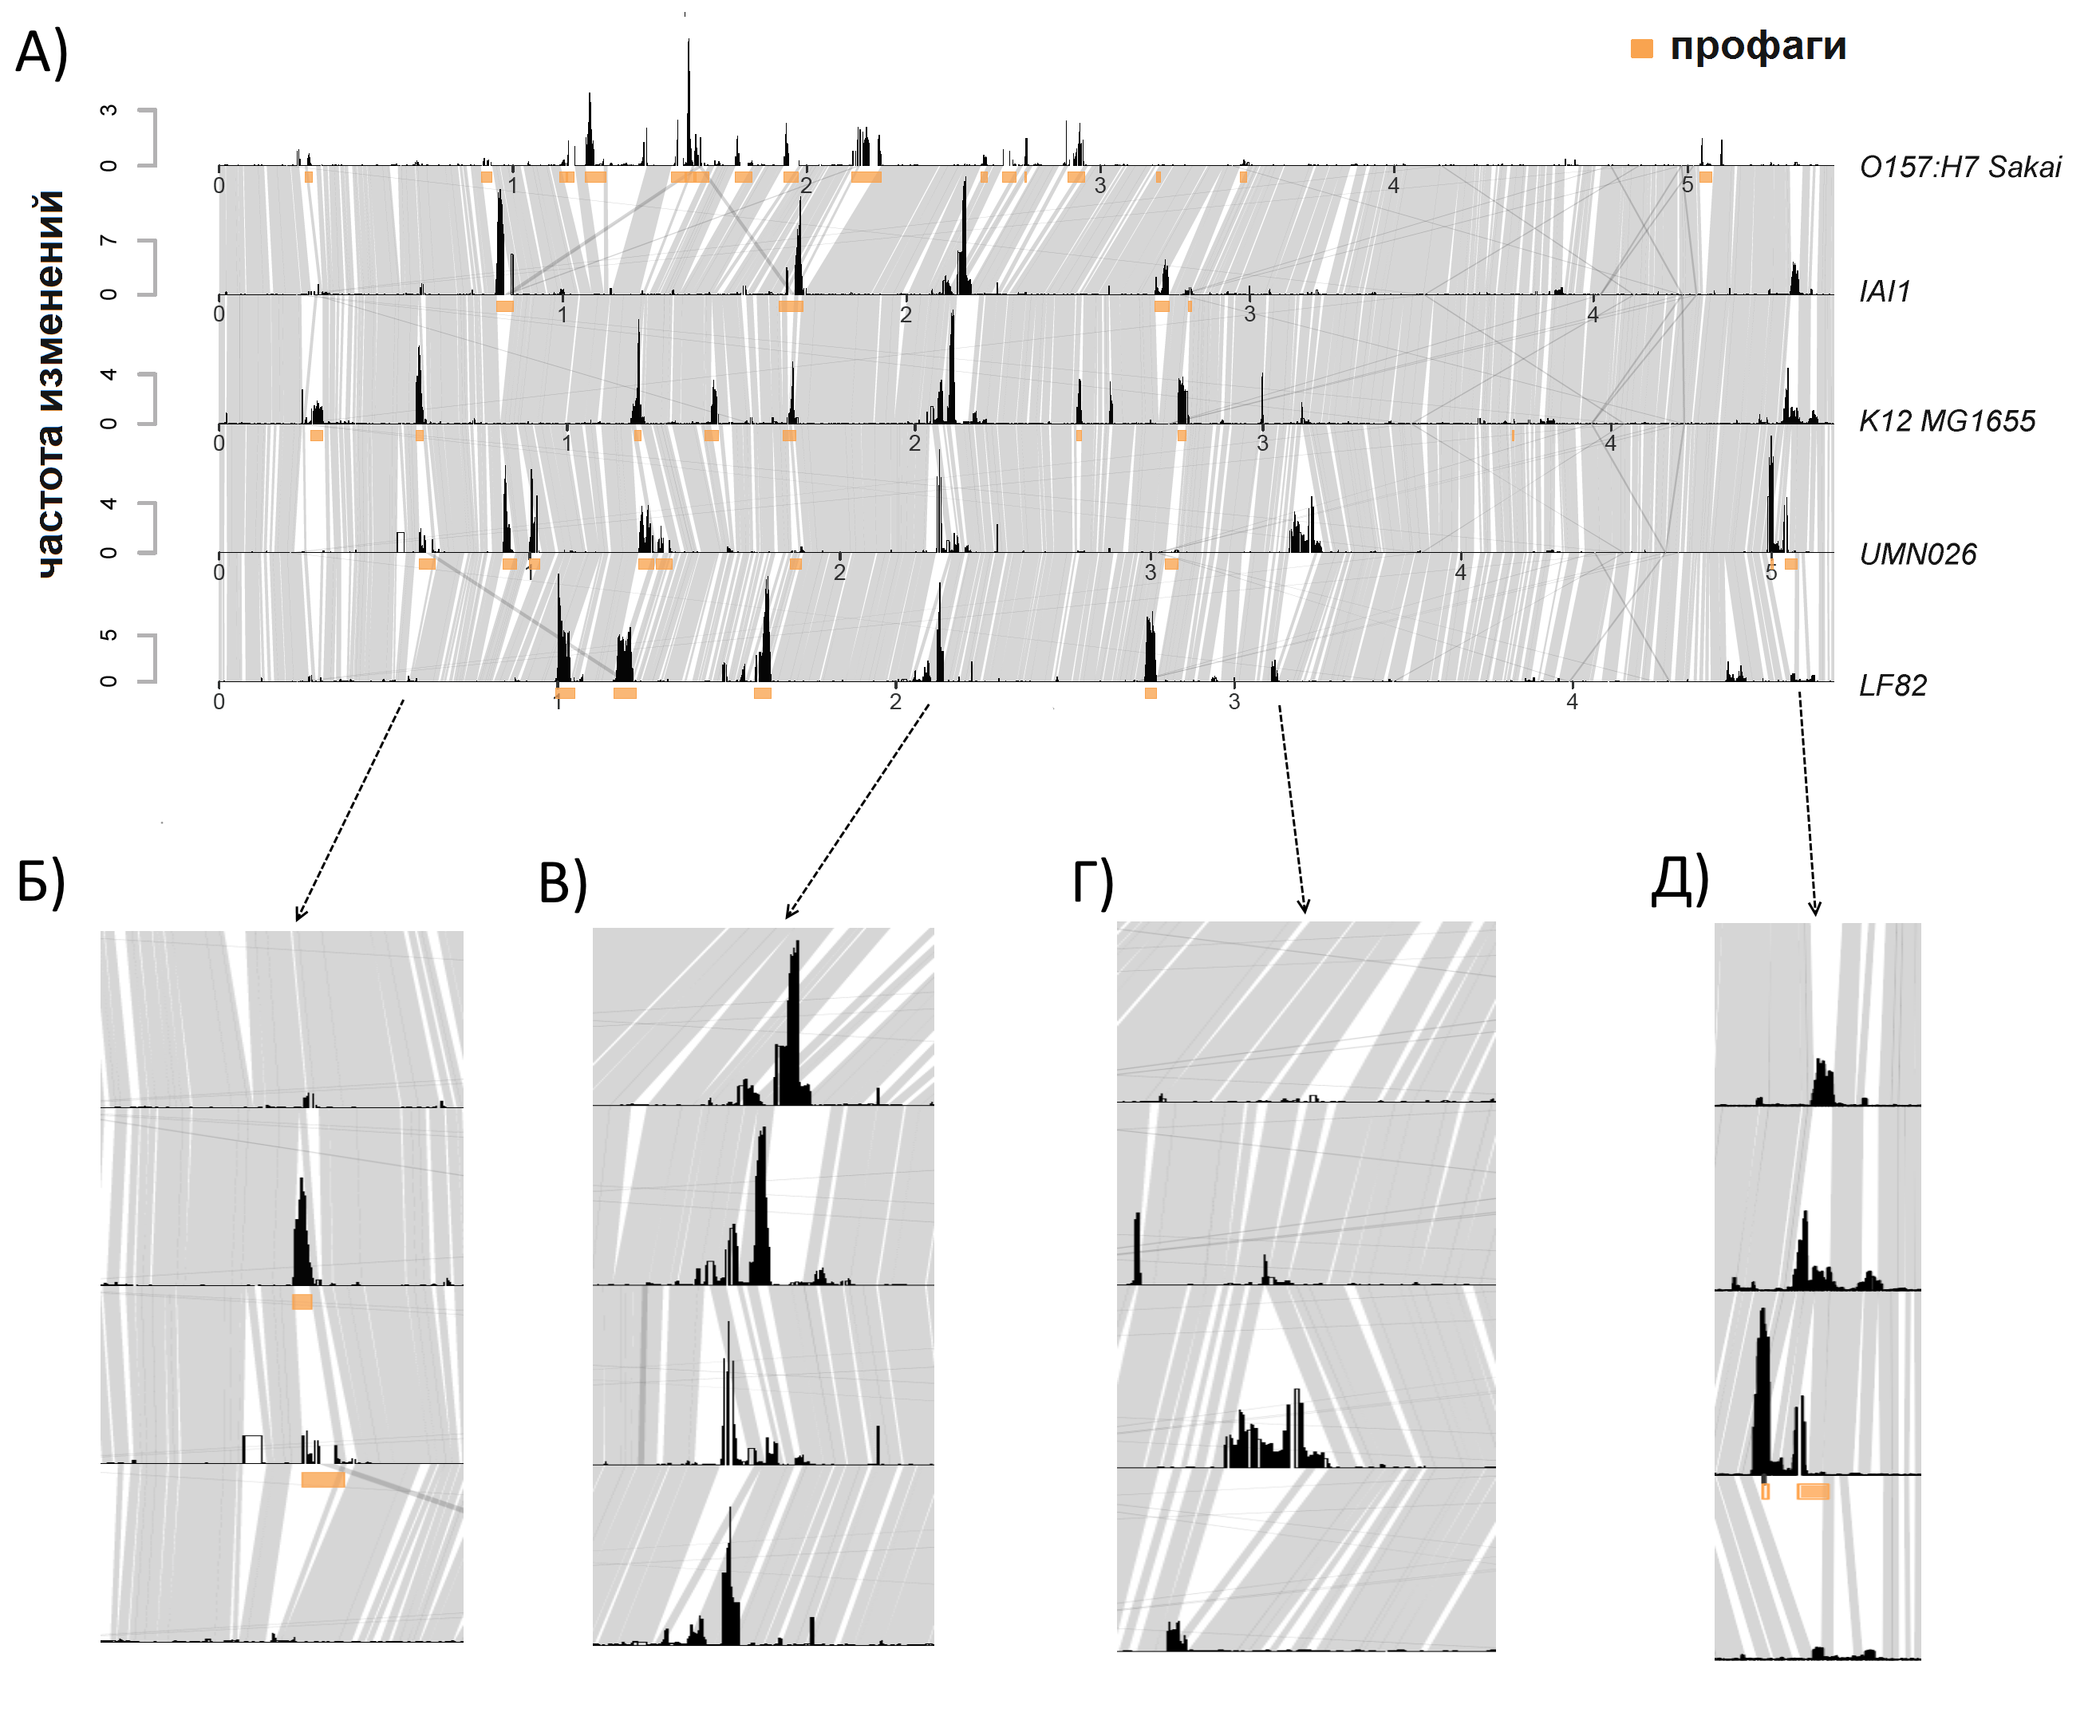 А)
профаги
частота изменений
3
0
O157:H7 Sakai
0 1 2 3 4 5
7
0
IAI1
0 1 2 3 4
4
0
K12 MG1655
0 1 2 3 4
4
0
UMN026
0 1 2 3 4 5
5
0
LF82
0 1 2 3 4
Б)
В)
Г)
Д)